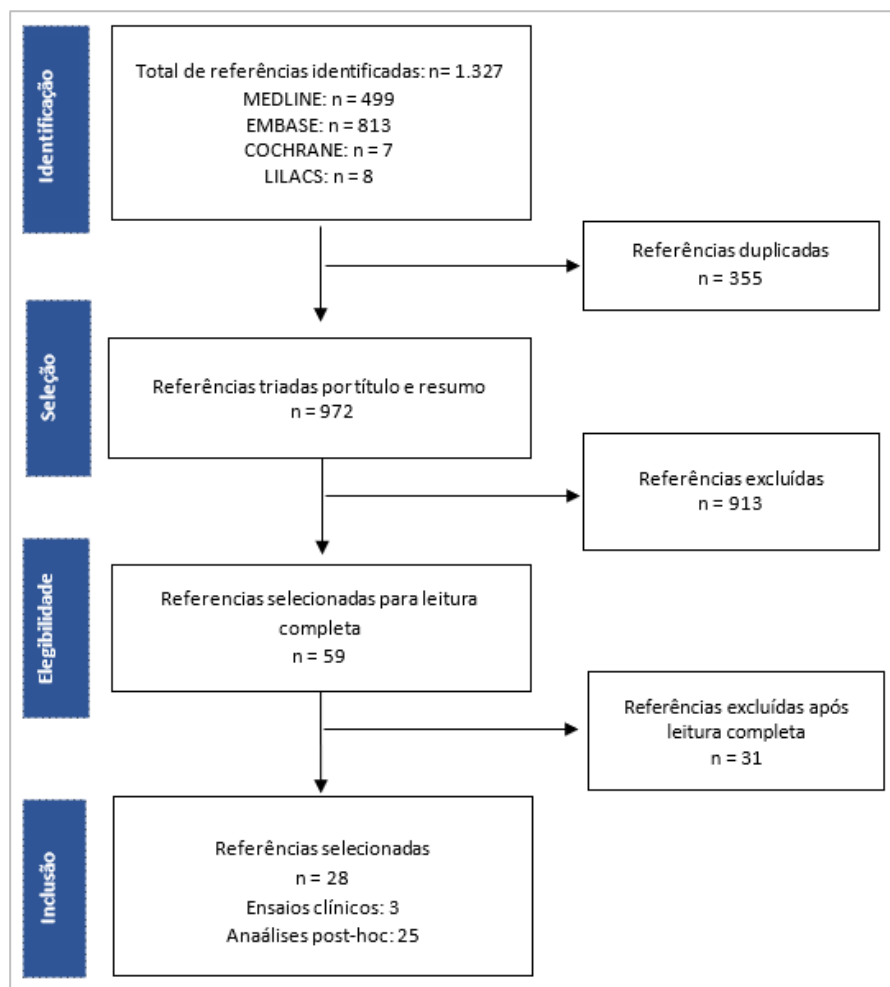 Identificação
Total de referências identificadas: n= 1.327
MEDLINE: n = 499
EMBASE: n = 813
COCHRANE: n = 7
LILACS: n = 8
Referências duplicadas
n = 355
Seleção
Referências triadas por título e resumo
n = 972
Referências excluídas
n = 913
Elegibilidade
Referencias selecionadas para leitura
completa
n = 59
Referências excluídas após
leitura completa
n = 31
Inclusão
Referências selecionadas
n = 28
Ensaios clínicos: 3
Anaálises post-hoc: 25